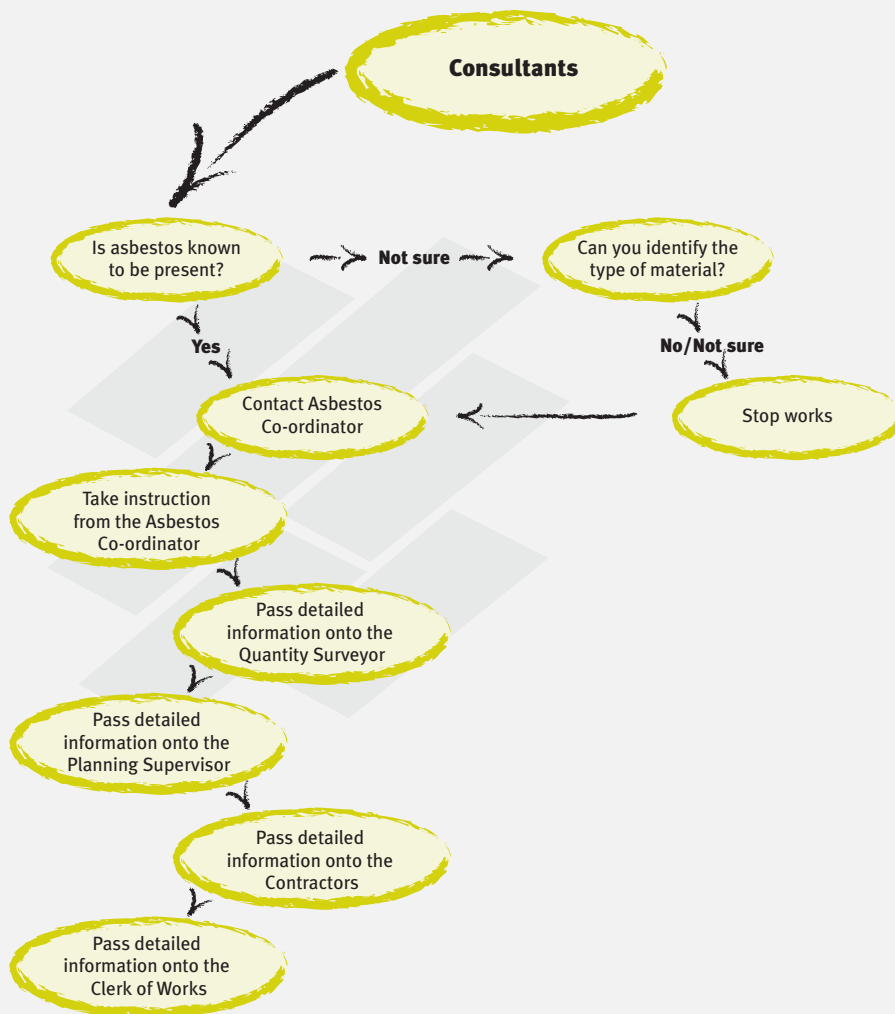 Consultants
Is asbestos known
to be present?
Not sure
Can you identify the
type of material?
Yes
No/Not sure
Contact Asbestos
Co-ordinator
Stop works
Take instruction
from the Asbestos
Co-ordinator
Pass detailed
information onto the
Quantity Surveyor
Pass detailed
information onto the
Planning Supervisor
Pass detailed
information onto the
Contractors
Pass detailed
information onto the
Clerk of Works